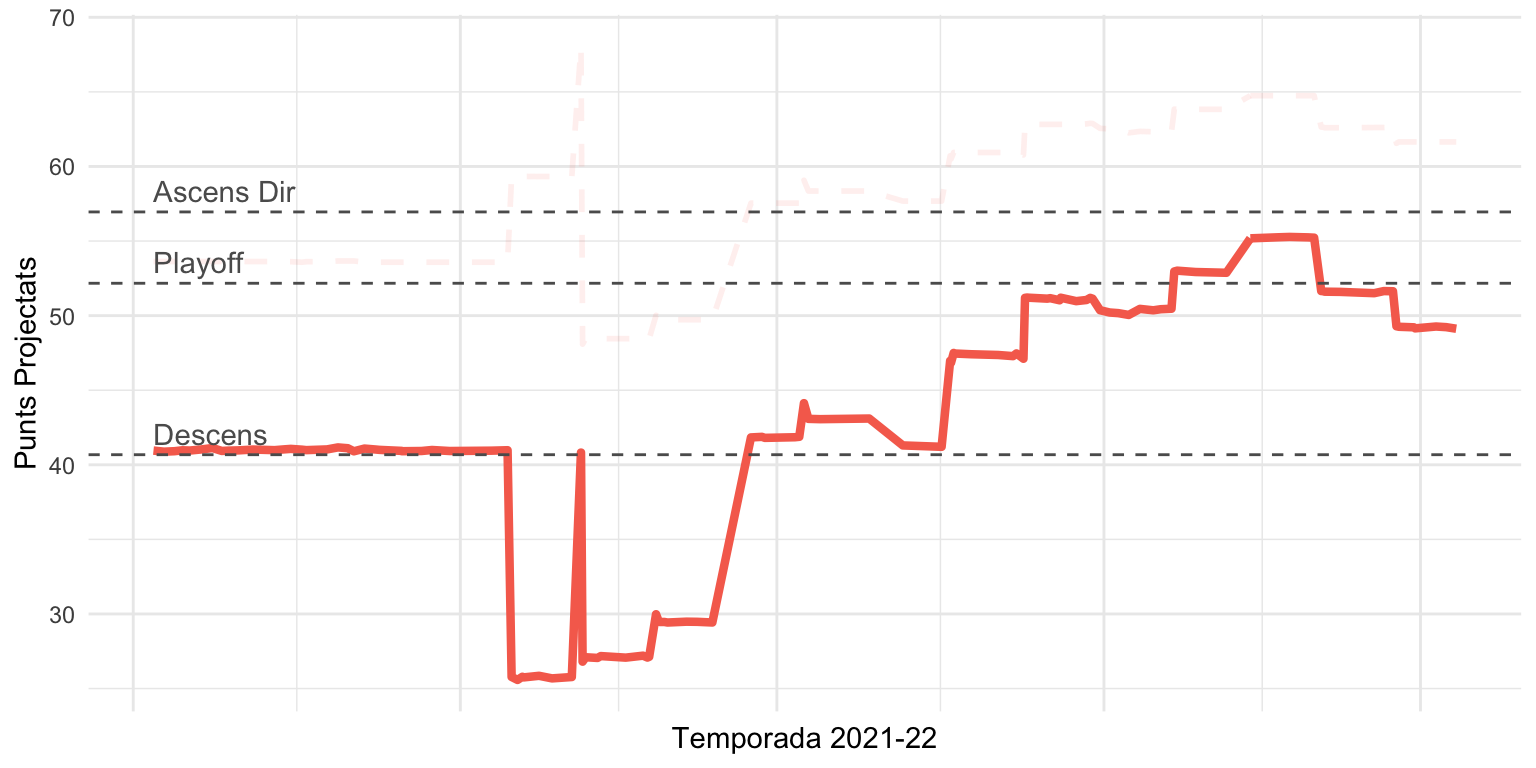 70
60
50
40
30
Punts Projectats
Ascens Dir
Playoff
Descens
Temporada 2021-22